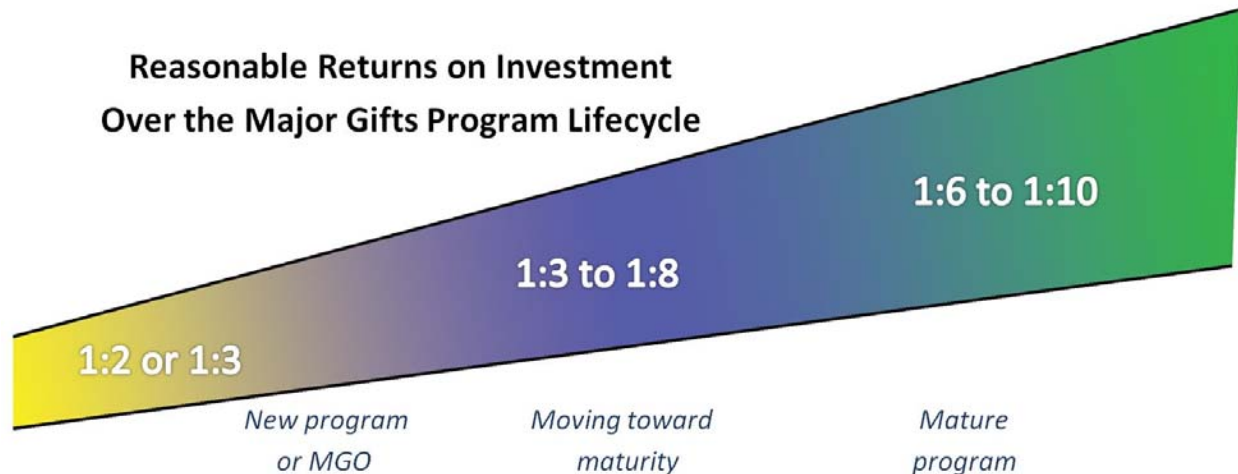 Reasonable Returns on Investment
Over the Major Gifts Program Lifecycle
1:6 to 1:10
1:3 to 1:8
1:2 or 1:3
New program
or MGO
Moving toward
maturity
Mature
program